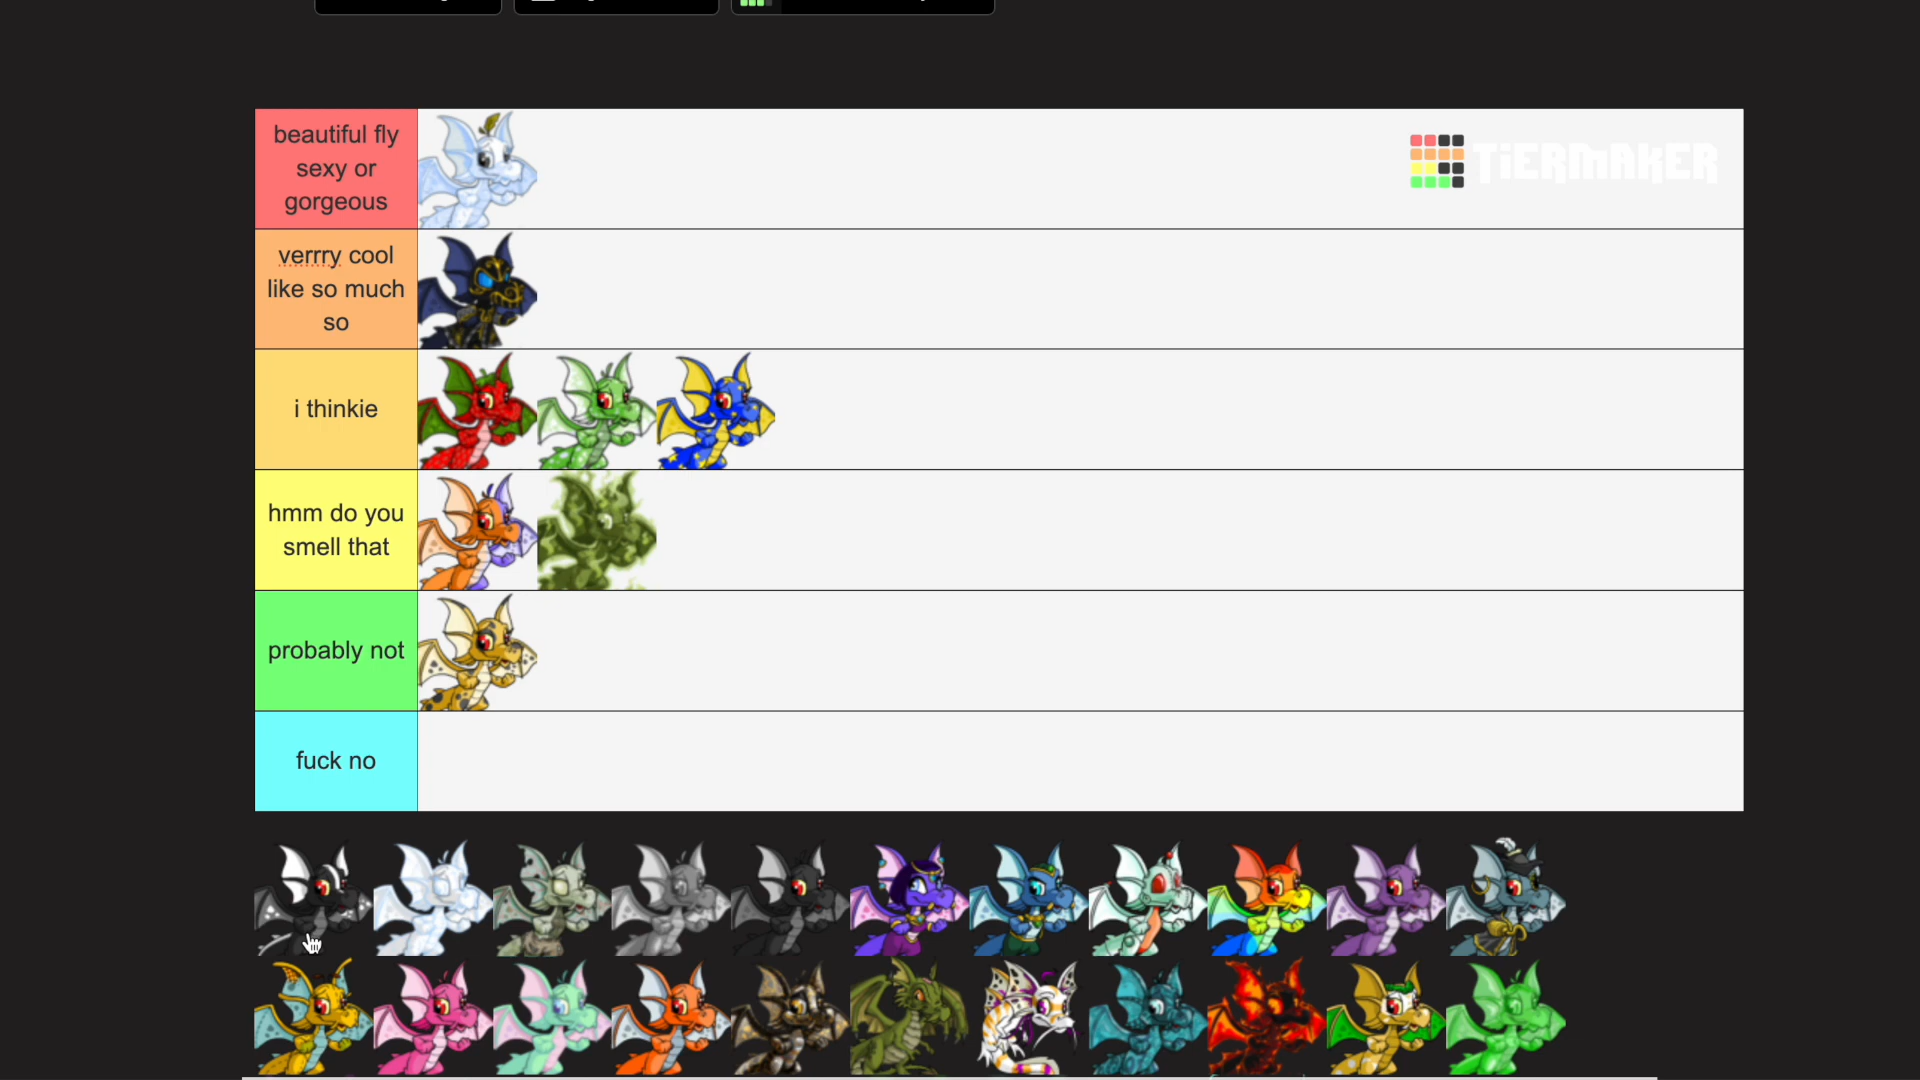 beautiful fly
sexy or
gorgeous
TiERMAKER
verrry cool
like so much
so
i thinkie
hmm do you
smell that
probably not
fuck no